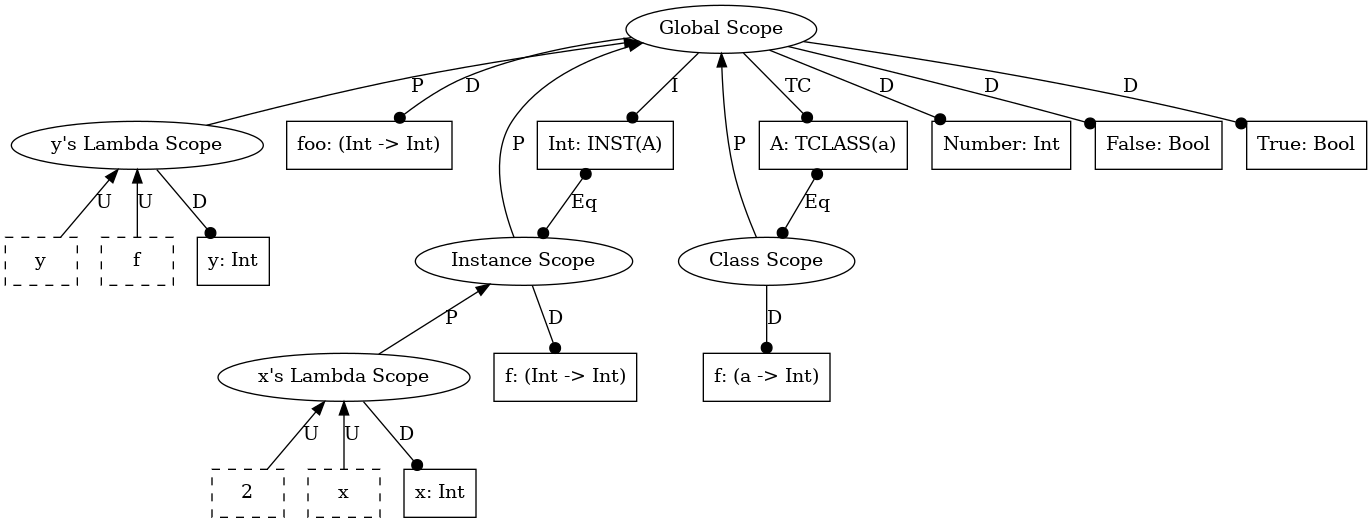 Global Scope
P
D
P
I
TC
P
D
D
D
y's Lambda Scope
foo: (Int -> Int)
Int: INST(A)
A: TCLASS(a)
Number: Int
False: Bool
True: Bool
U
U
D
Eq
Eq
y
f
y: Int
Instance Scope
Class Scope
P
D
D
x's Lambda Scope
f: (Int -> Int)
f: (a -> Int)
U
U
D
2
x
x: Int